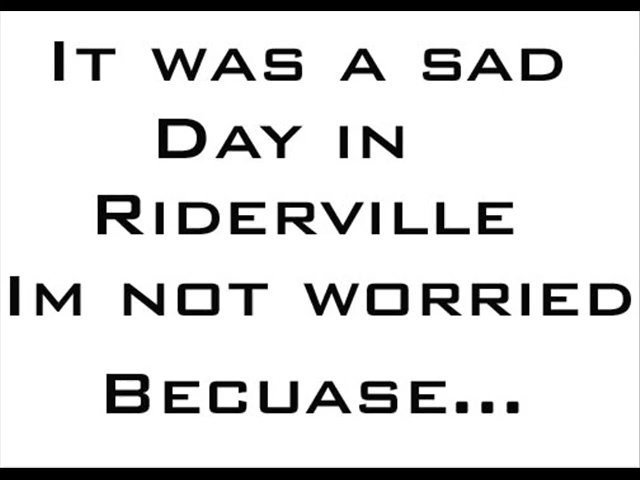 It was a sad
Day in
Riderville
Im not worried
Becuase...